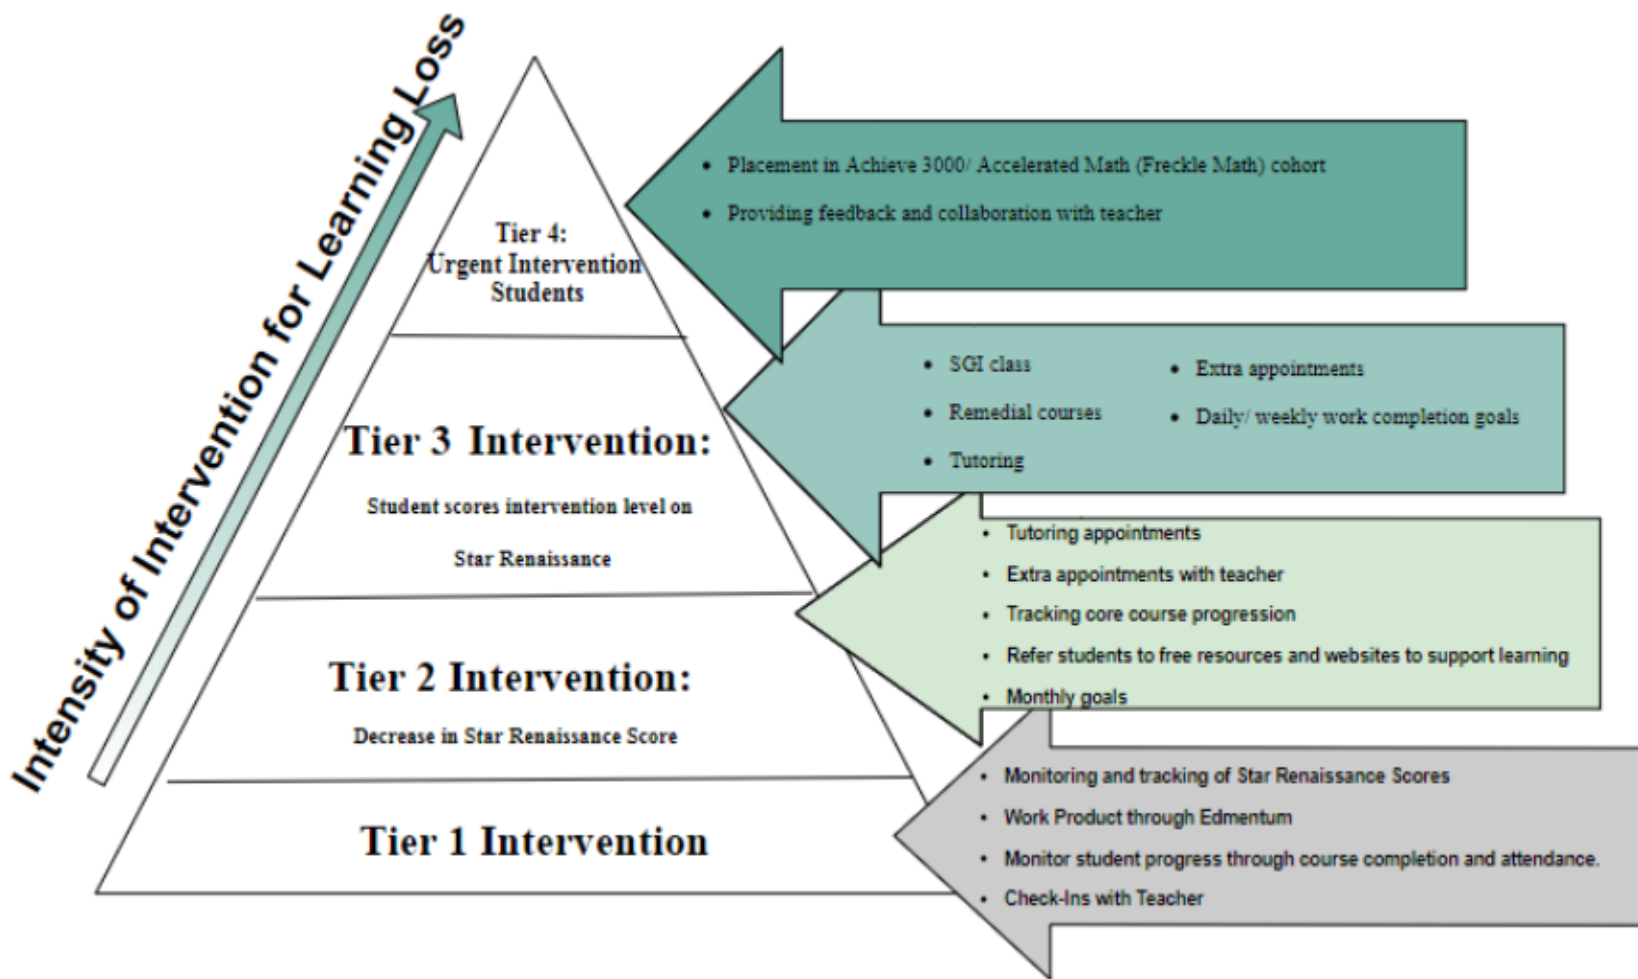 Intensity of Intervention for Learning Loss
Tier 4:
Urgent Intervention
Students
• Placement in Achieve 3000/ Accelerated Math (Freckle Math) cohort
• Providing feedback and collaboration with teacher
Tier 3 Intervention:
Student scores intervention level on
Star Renaissance
• SGI class
• Remedial courses
• Tutoring
• Extra appointments
• Daily/ weekly work completion goals
Tier 2 Intervention:
Decrease in Star Renaissance Score
• Tutoring appointments
• Extra appointments with teacher
• Tracking core course progression
• Refer students to free resources and websites to support learning
• Monthly goals
Tier 1 Intervention
• Monitoring and tracking of Star Renaissance Scores
• Work Product through Edmentum
• Monitor student progress through course completion and attendance.
• Check-Ins with Teacher